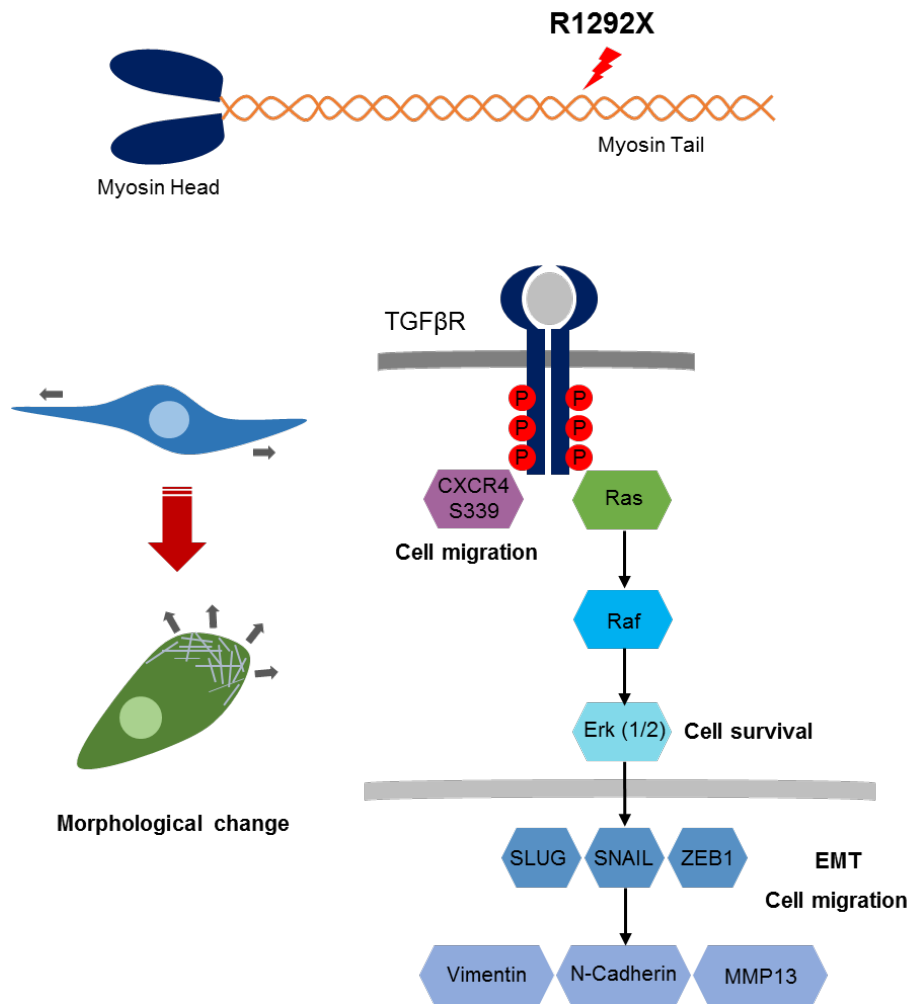 R1292X
Myosin Tail
Myosin Head
TGFβR
P P
P P
P P
CXCR4
S339
Ras
Cell migration
Raf
Erk (1/2)
Cell survival
Morphological change
SLUG
SNAIL
ZEB1
EMT
Cell migration
Vimentin
N-Cadherin
MMP13